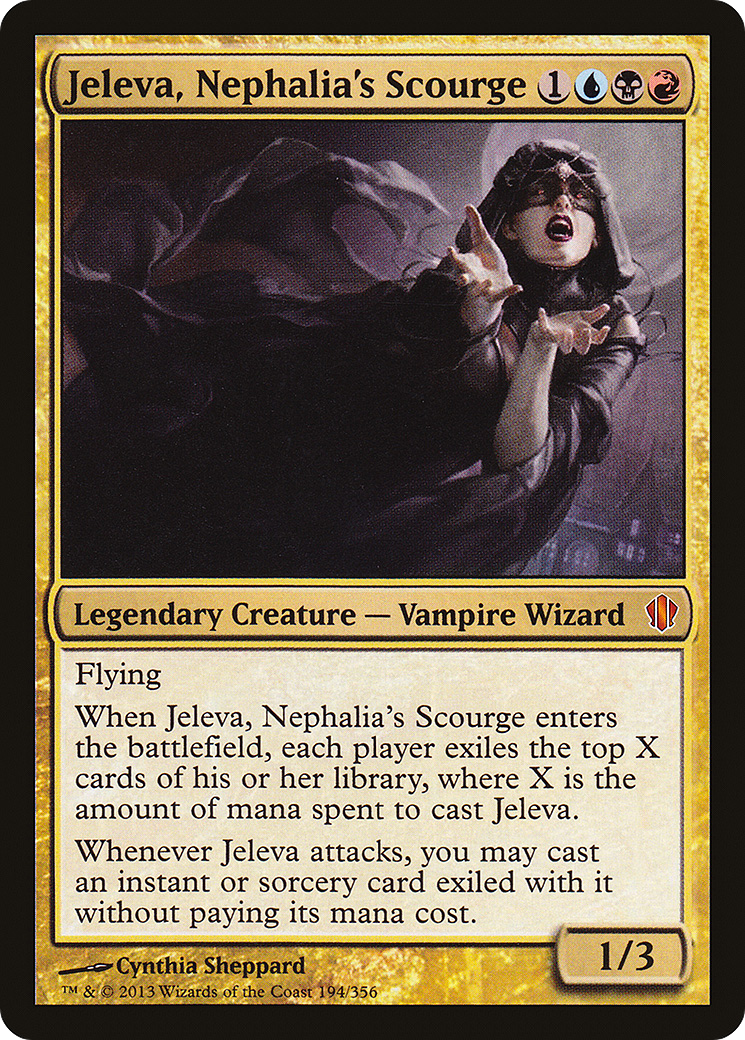 Jeleva, Nephalia's Scourge 1
Legendary Creature — Vampire Wizard
Flying
When Jeleva, Nephalia's Scourge enters
the battlefield, each player exiles the top X
cards of his or her library, where X is the
amount of mana spent to cast Jeleva.
Whenever Jeleva attacks, you may cast
an instant or sorcery card exiled with it
without paying its mana cost.
1/3
Cynthia Sheppard
™ & © 2013 Wizards of the Coast 194/356